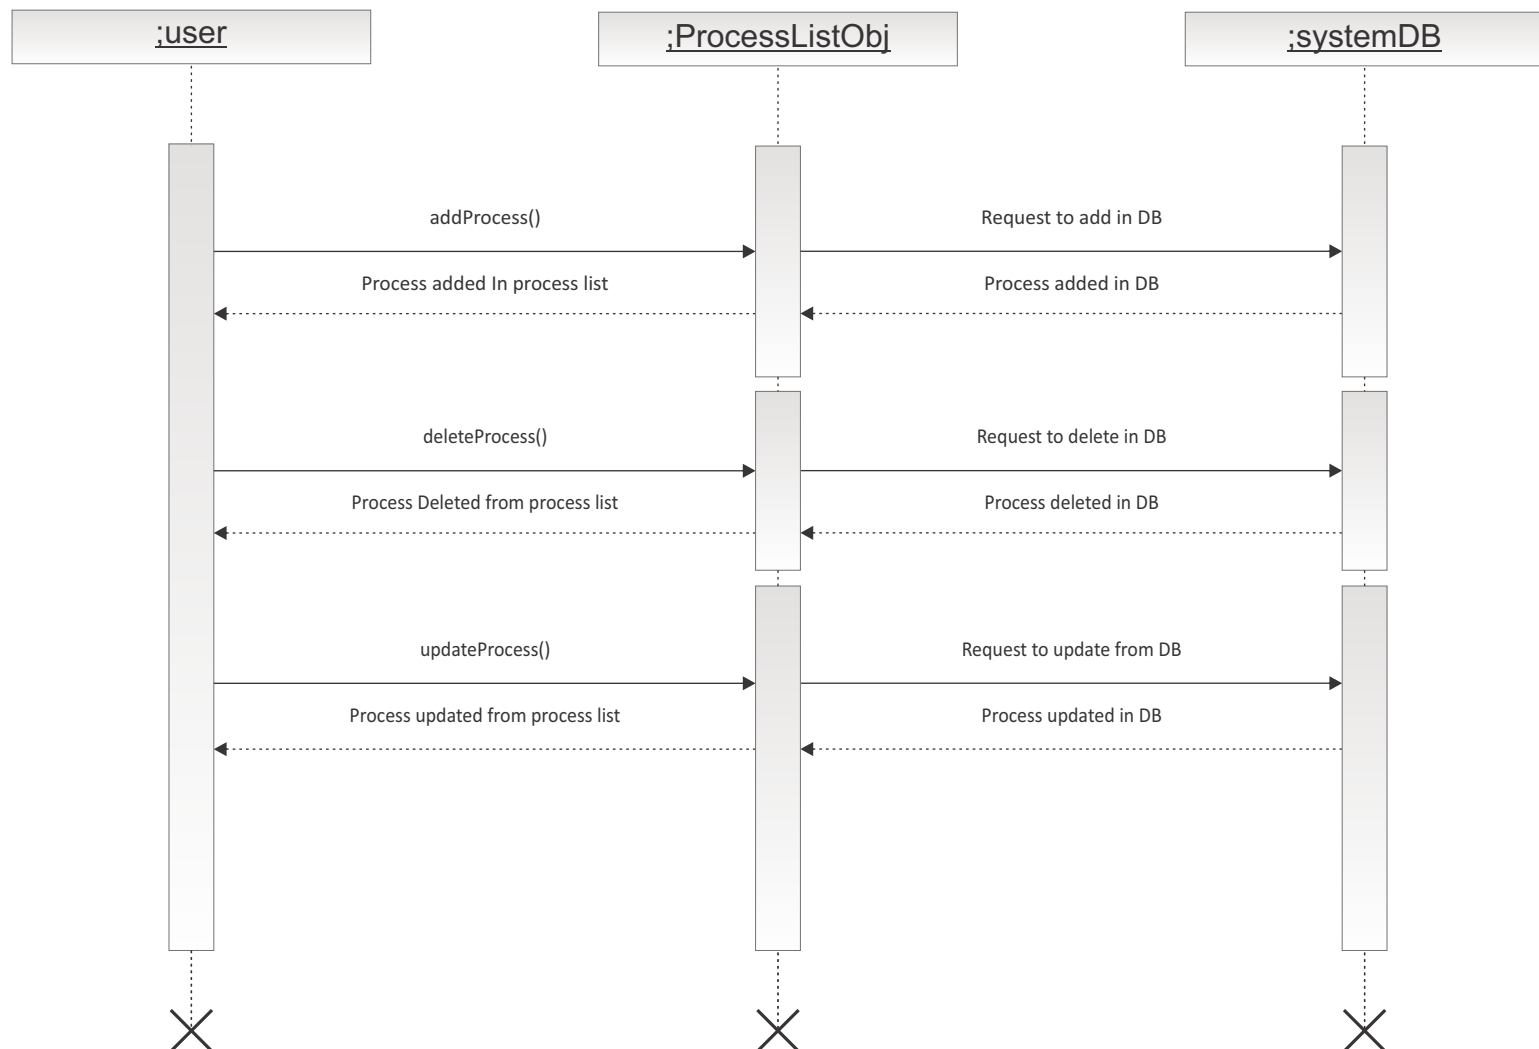 ;user
;ProcessListObj
;systemDB
addProcess()
Request to add in DB
Process added In process list
Process added in DB
deleteProcess()
Request to delete in DB
Process Deleted from process list
Process deleted in DB
updateProcess()
Request to update from DB
Process updated from process list
Process updated in DB